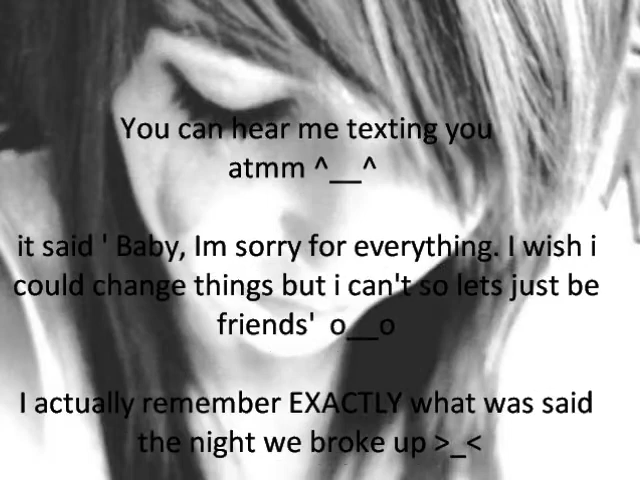 You can hear me texting you
atmm ^__^
it said ' Baby, Im sorry for everything. I wish i
could change things but i can't so lets just be
friends'  o__o
I actually remember EXACTLY what was said
the night we broke up >_<